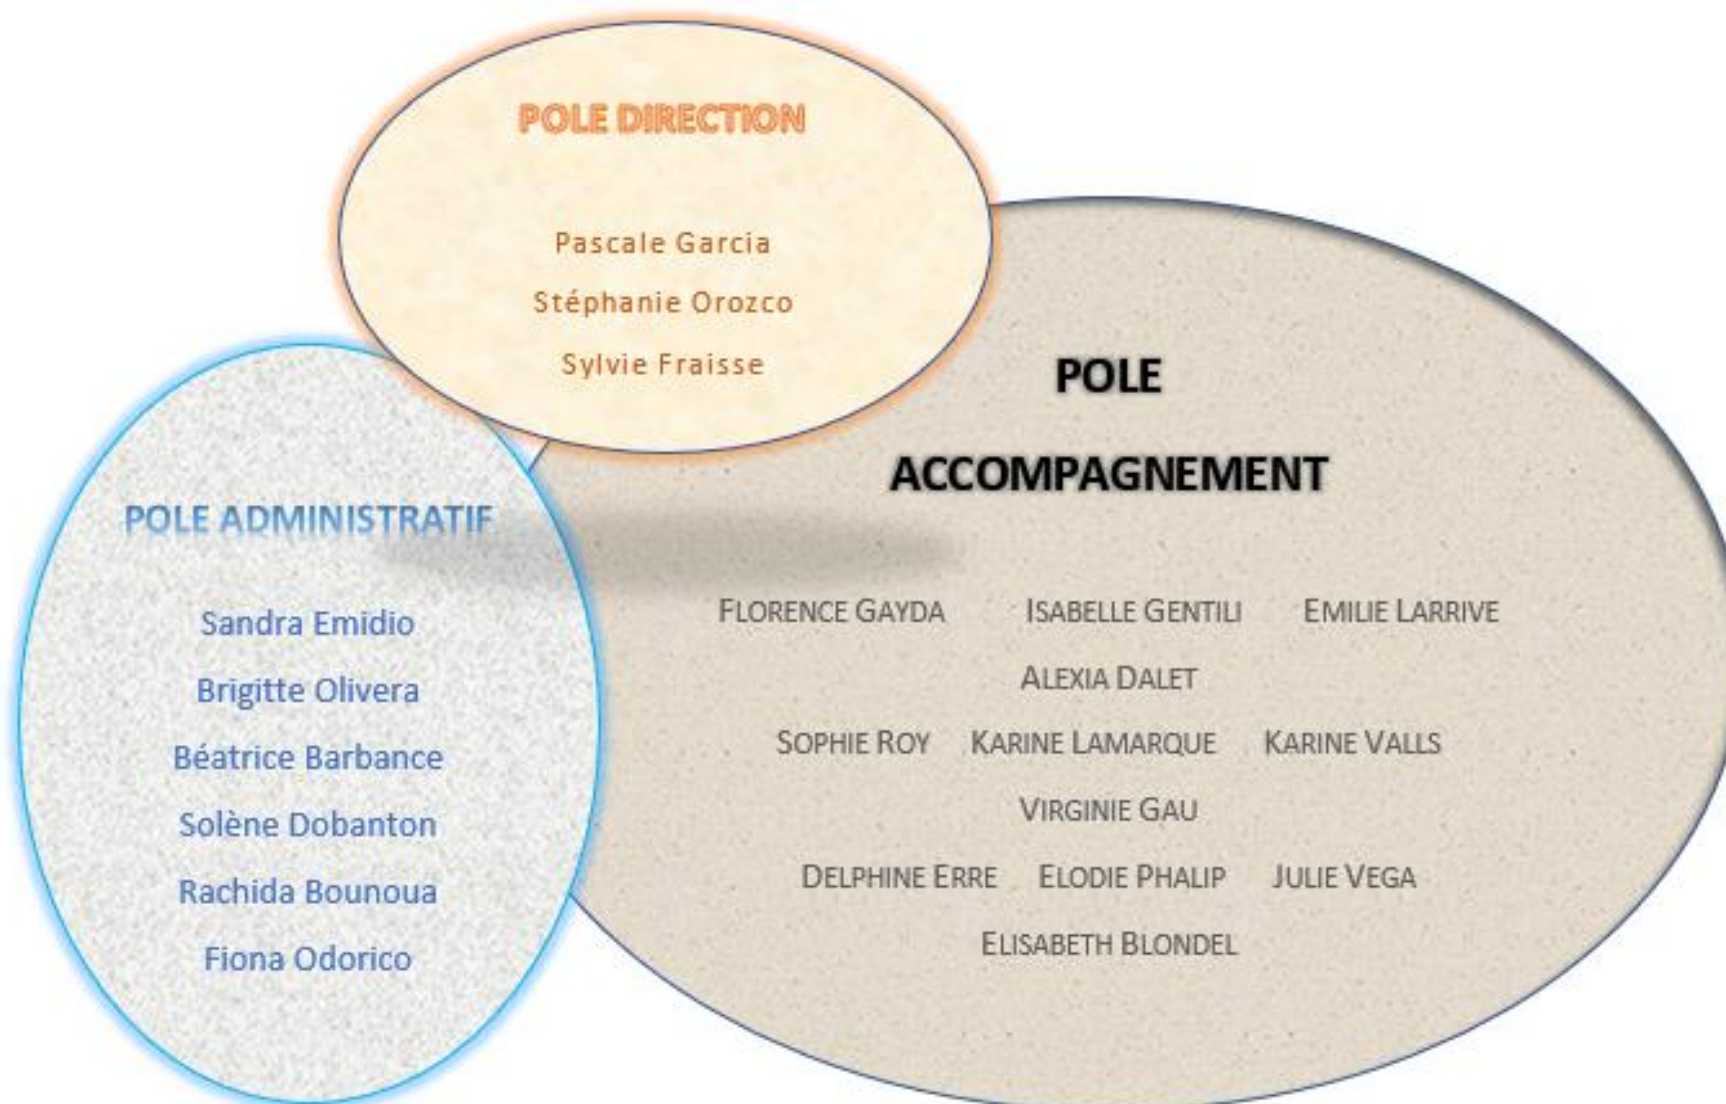 POLE DIRECTION
Pascale Garcia
Stéphanie Orozco
Sylvie Fraisse
POLE ADMINISTRATIF
Sandra Emidio
Brigitte Olivera
Béatrice Barbance
Solène Dobanton
Rachida Bounoua
Fiona Odorico
POLE
ACCOMPAGNEMENT
FLORENCE GAYDA ISABELLE GENTILI EMILIE LARRIVE
ALEXIA DALET
SOPHIE ROY KARINE LAMARQUE KARINE VALLS
VIRGINIE GAU
DELPHINE ERRE ELODIE PHALIP JULIE VEGA
ELISABETH BLONDEL